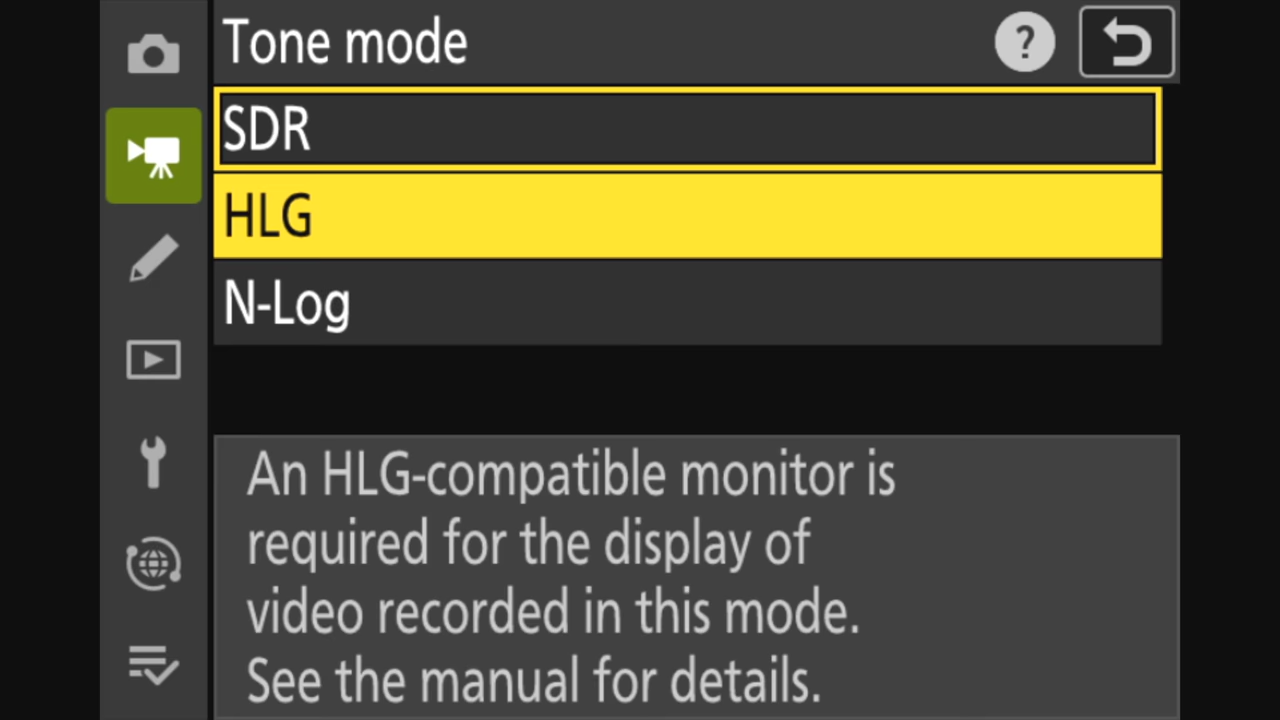 Tone mode
?
SDR
HLG
N-Log
An HLG-compatible monitor is
required for the display of
video recorded in this mode.
See the manual for details.